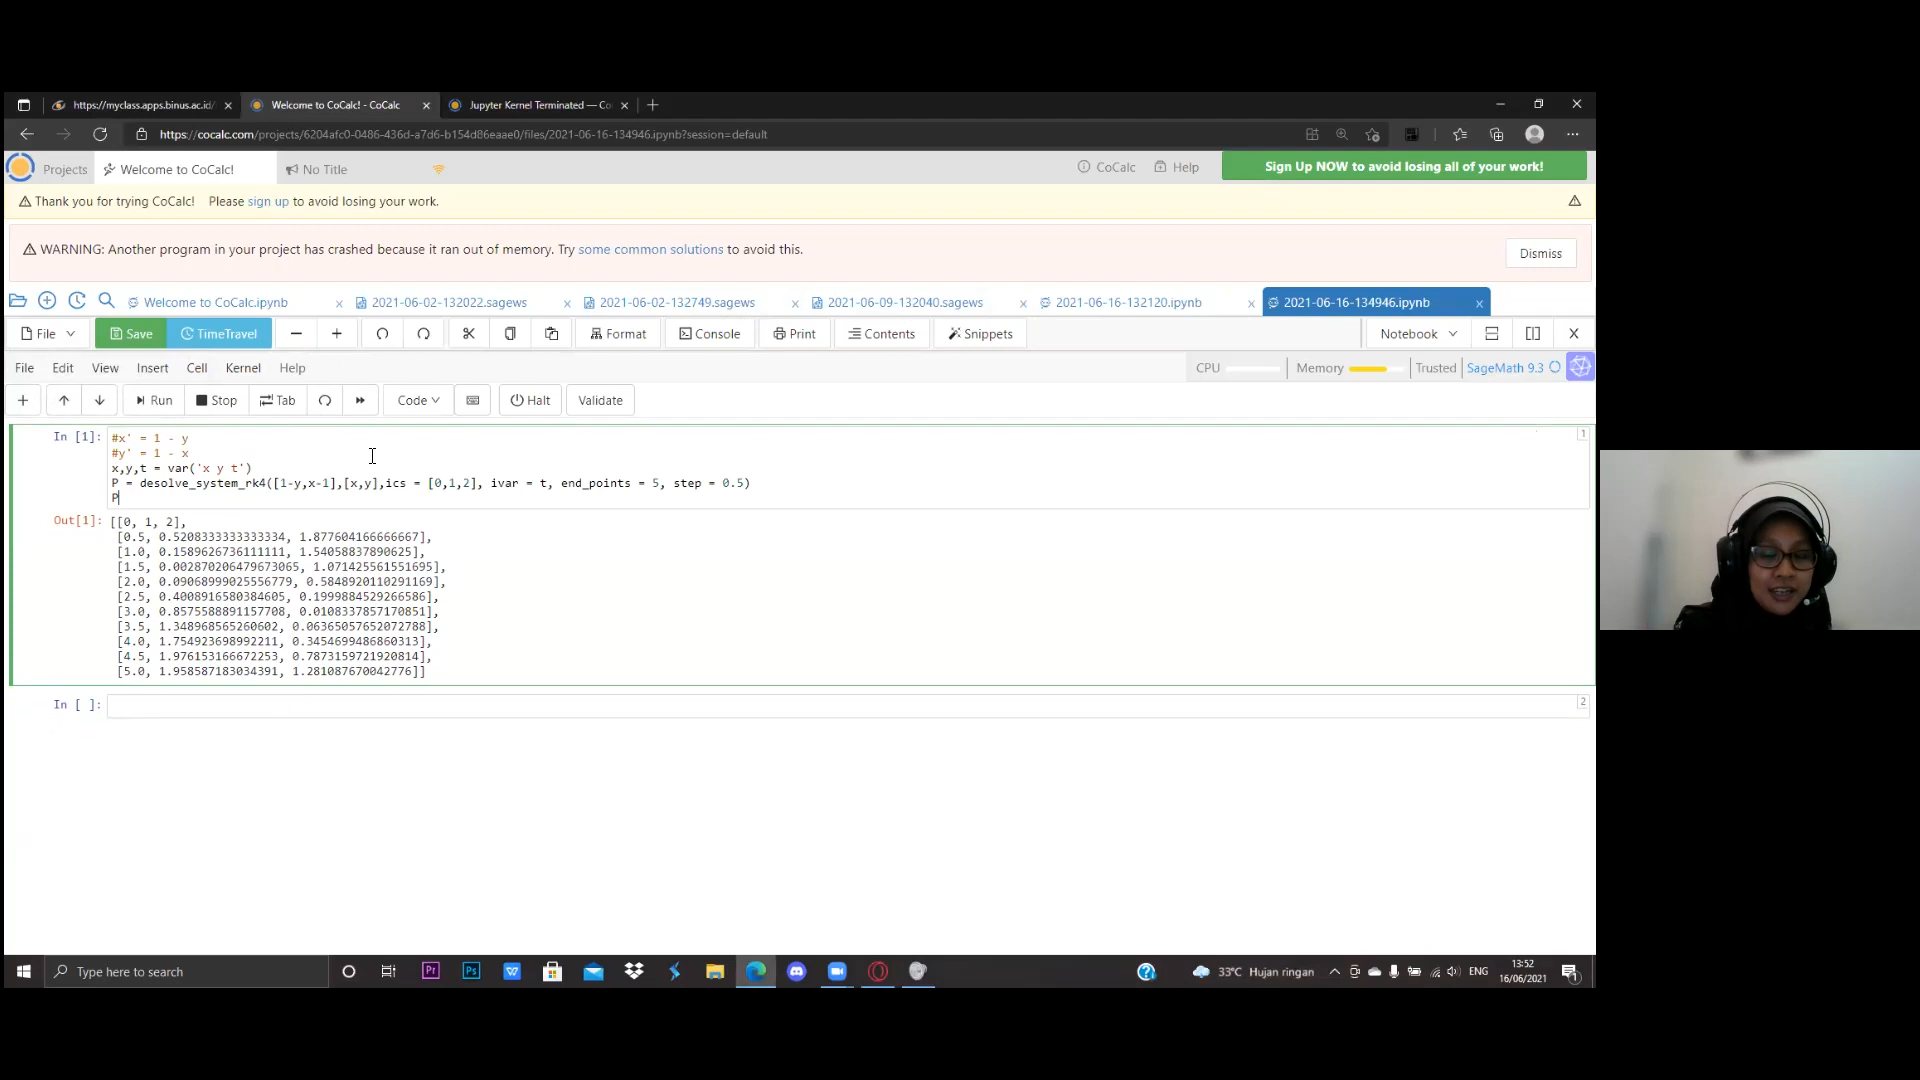 https://myclass.apps.binus.ac.id/
Welcome to CoCalc! - CoCalc
Jupyter Kernel Terminated — Co
https://cocalc.com/projects/6204afc0-0486-436d-a7d6-b154d86eaae0/files/2021-06-16-134946.ipynb?session=default
Projects
Welcome to CoCalc!
No Title
CoCalc
Help
Sign Up NOW to avoid losing all of your work!
Thank you for trying CoCalc! Please sign up to avoid losing your work.
WARNING: Another program in your project has crashed because it ran out of memory. Try some common solutions to avoid this.
Dismiss
Welcome to CoCalc.ipynb
2021-06-02-132022.sagews
2021-06-02-132749.sagews
2021-06-09-132040.sagews
2021-06-16-132120.ipynb
2021-06-16-134946.ipynb
File
Save
TimeTravel
Format
Console
Print
Contents
Snippets
Notebook
File Edit View Insert Cell Kernel Help
CPU
Memory
Trusted
SageMath 9.3
Run
Stop
Tab
Code
Halt
Validate
In [1]:
1
#x' = 1 - y
#y' = 1 - x
x,y,t = var('x y t')
P = desolve_system_rk4([1-y,x-1],[x,y],ics = [0,1,2], ivar = t, end_points = 5, step = 0.5)
P
Out[1]:
[[0, 1, 2],
[0.5, 0.5208333333333334, 1.877604166666667],
[1.0, 0.1589626736111111, 1.54058837890625],
[1.5, 0.002870206479673065, 1.071425561551695],
[2.0, 0.09068999025556779, 0.5848920110291169],
[2.5, 0.4008916580384605, 0.1999884529266586],
[3.0, 0.8575588891157708, 0.0108337857170851],
[3.5, 1.348968565260602, 0.06365057652072788],
[4.0, 1.754923698992211, 0.3454699486860313],
[4.5, 1.976153166672253, 0.7873159721920814],
[5.0, 1.958587183034391, 1.281087670042776]]
In [ ]:
2
Type here to search
Pr
Ps
33°C Hujan ringan
ENG
13:52
16/06/2021
1